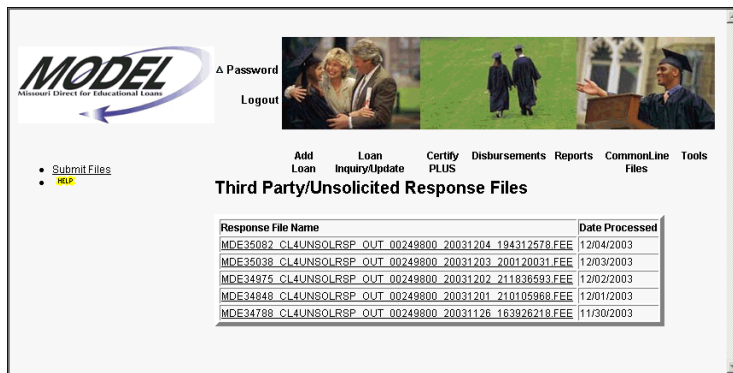 MODEL
Missouri Direct for Educational Loans
Δ Password
Logout
Submit Files
HELP
Add Loan
Loan Inquiry/Update
Certify PLUS
Disbursements
Reports
CommonLine Files
Tools
Third Party/Unsolicited Response Files
Response File Name Date Processed
MDE35082_CL4UNSOLRSP_OUT_00249800_20031204_194312578.FEE 12/04/2003
MDE35038_CL4UNSOLRSP_OUT_00249800_20031203_200120031.FEE 12/03/2003
MDE34975_CL4UNSOLRSP_OUT_00249800_20031202_211836593.FEE 12/02/2003
MDE34848_CL4UNSOLRSP_OUT_00249800_20031201_210105968.FEE 12/01/2003
MDE34788_CL4UNSOLRSP_OUT_00249800_20031126_163926218.FEE 11/30/2003